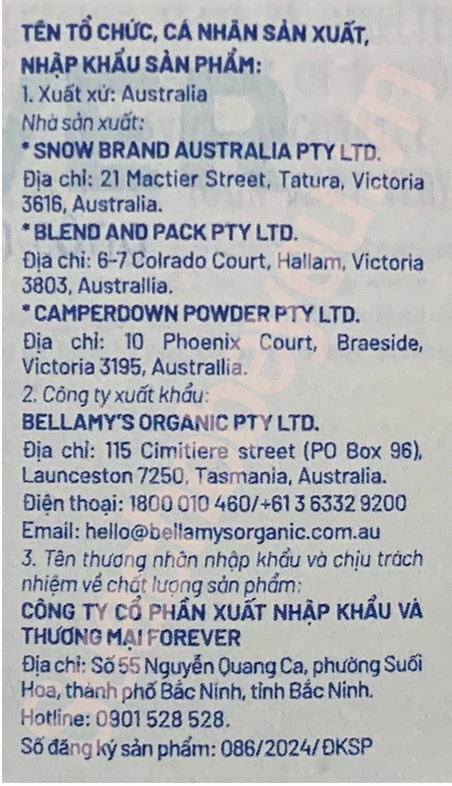 TÊN TỔ CHỨC, CÁ NHÂN SẢN XUẤT,
NHẬP KHẨU SẢN PHẨM:
1. Xuất xứ: Australia
Nhà sản xuất:
* SNOW BRAND AUSTRALIA PTY LTD.
Địa chỉ: 21 Mactier Street, Tatura, Victoria
3616, Australia.
* BLEND AND PACK PTY LTD.
Địa chỉ: 6-7 Colrado Court, Hallam, Victoria
3803, Australlia.
* CAMPERDOWN POWDER PTY LTD.
Địa chỉ: 10 Phoenix Court, Braeside,
Victoria 3195, Australlia.
2. Công ty xuất khẩu:
BELLAMY'S ORGANIC PTY LTD.
Địa chỉ: 115 Cimitiere street (PO Box 96),
Launceston 7250, Tasmania, Australia.
Điện thoại: 1800 010 460/+61 3 6332 9200
Email: hello@bellamysorganic.com.au
3. Tên thương nhân nhập khẩu và chịu trách
nhiệm về chất lượng sản phẩm:
CÔNG TY CỔ PHẦN XUẤT NHẬP KHẨU VÀ
THƯƠNG MẠI FOREVER
Địa chỉ: Số 55 Nguyễn Quang Ca, phường Suối
Hoa, thành phố Bắc Ninh, tỉnh Bắc Ninh.
Hotline: 0901 528 528.
Số đăng ký sản phẩm: 086/2024/ĐKSP